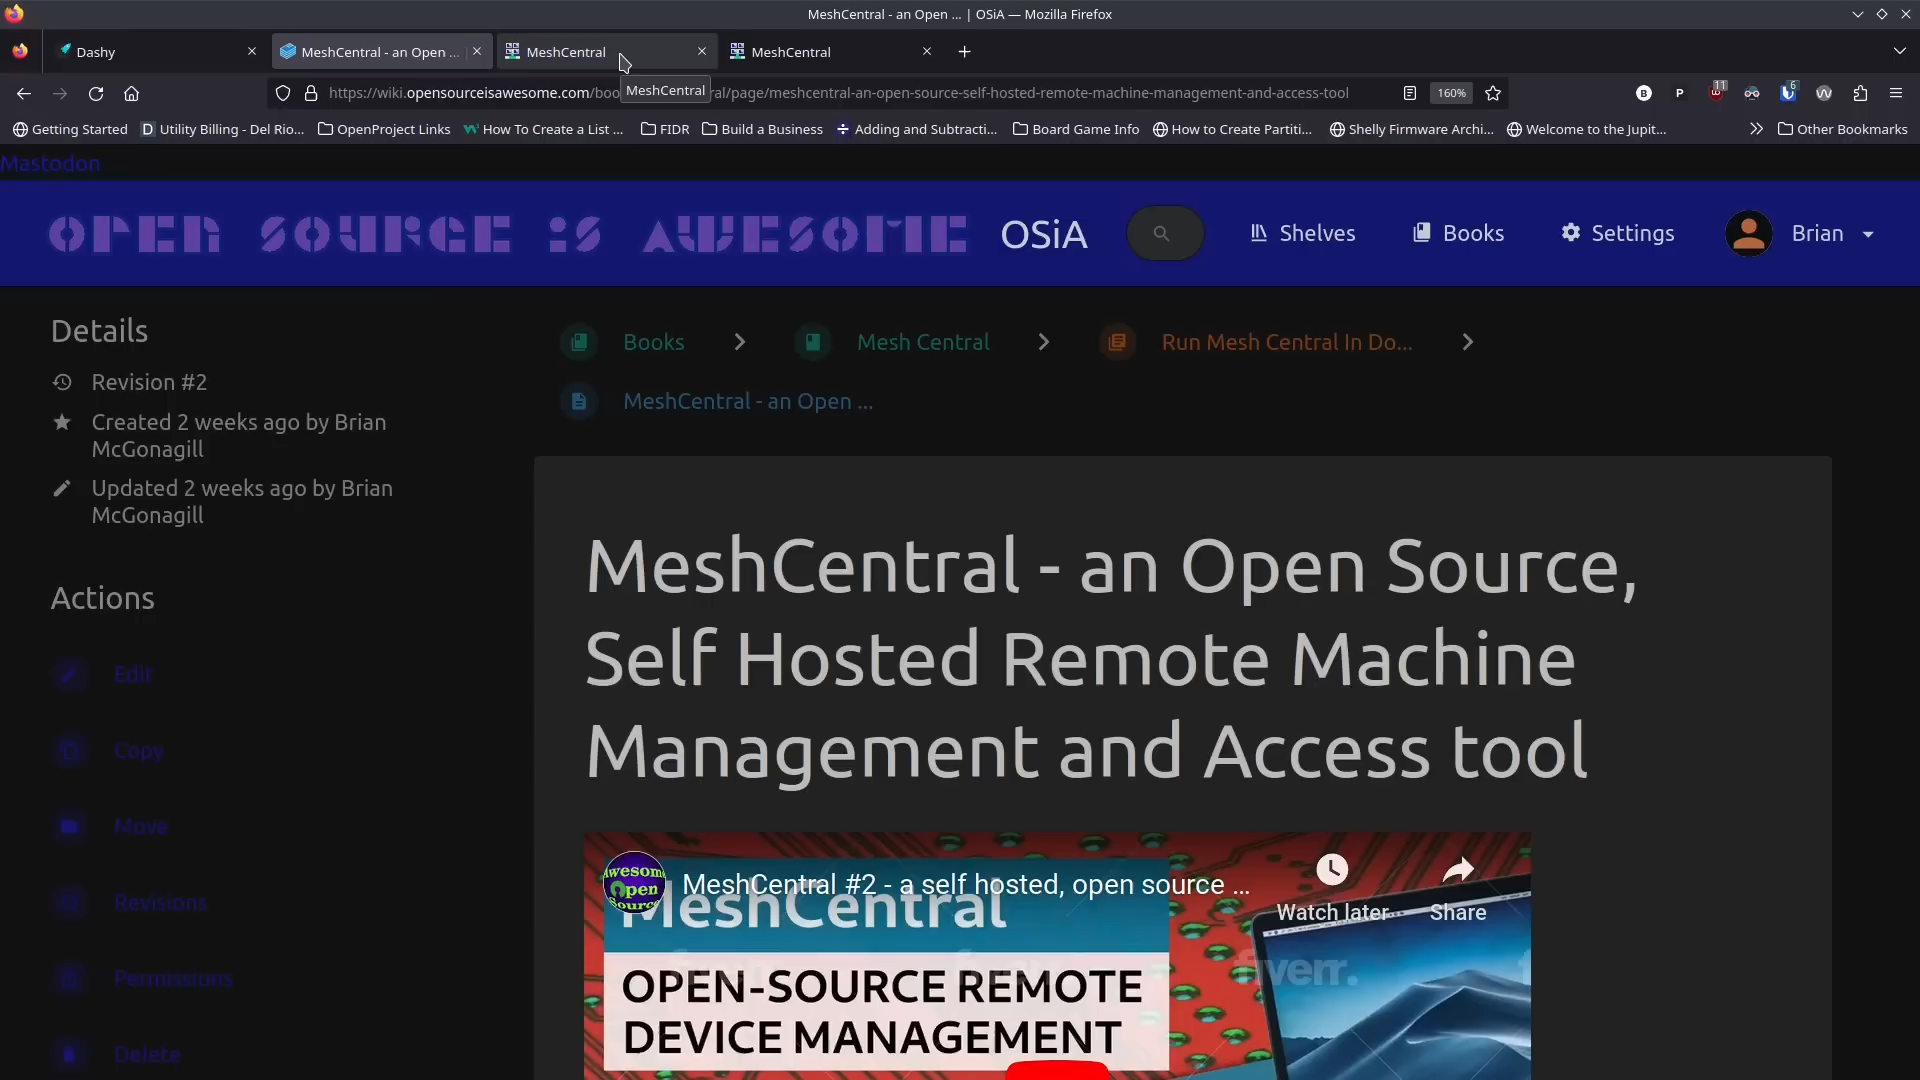 MeshCentral - an Open ... | OSiA — Mozilla Firefox
Dashy
MeshCentral - an Open ...
MeshCentral
MeshCentral
https://wiki.opensourceisawesome.com/boo
MeshCentral
ral/page/meshcentral-an-open-source-self-hosted-remote-machine-management-and-access-tool
160%
B
P
11
6
Getting Started
Utility Billing - Del Rio...
OpenProject Links
How To Create a List ...
FIDR
Build a Business
Adding and Subtracti...
Board Game Info
How to Create Partiti...
Shelly Firmware Archi...
Welcome to the Jupit...
Other Bookmarks
Mastodon
OPEN SOURCE IS AWESOME
OSiA
Shelves
Books
Settings
Brian
Details
Revision #2
Created 2 weeks ago by Brian
McGonagill
Updated 2 weeks ago by Brian
McGonagill
Actions
Edit
Copy
Move
Revisions
Permissions
Delete
Books
Mesh Central
Run Mesh Central In Do...
MeshCentral - an Open ...
MeshCentral - an Open Source,
Self Hosted Remote Machine
Management and Access tool
Awesome
Open
Source
MeshCentral #2 - a self hosted, open source ...
Watch later
Share
MeshCentral
OPEN-SOURCE REMOTE
DEVICE MANAGEMENT
fiverr.